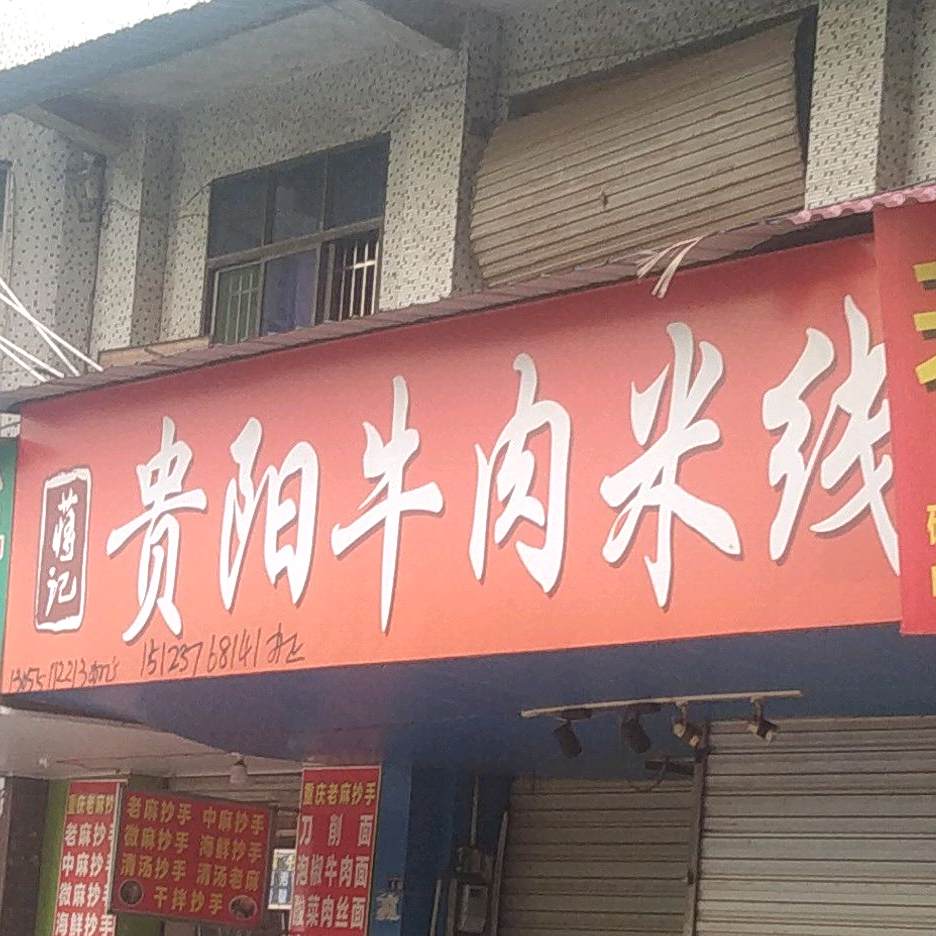 蒋记
贵阳牛肉米线
15123768141
重庆老麻抄手
老麻抄手
中麻抄手
微麻抄手
海鲜抄手
老麻抄手 中麻抄手
微麻抄手 海鲜抄手
清汤抄手 清汤老麻
干拌抄手
重庆老麻抄手
刀削面
泡椒牛肉面
酸菜肉丝面